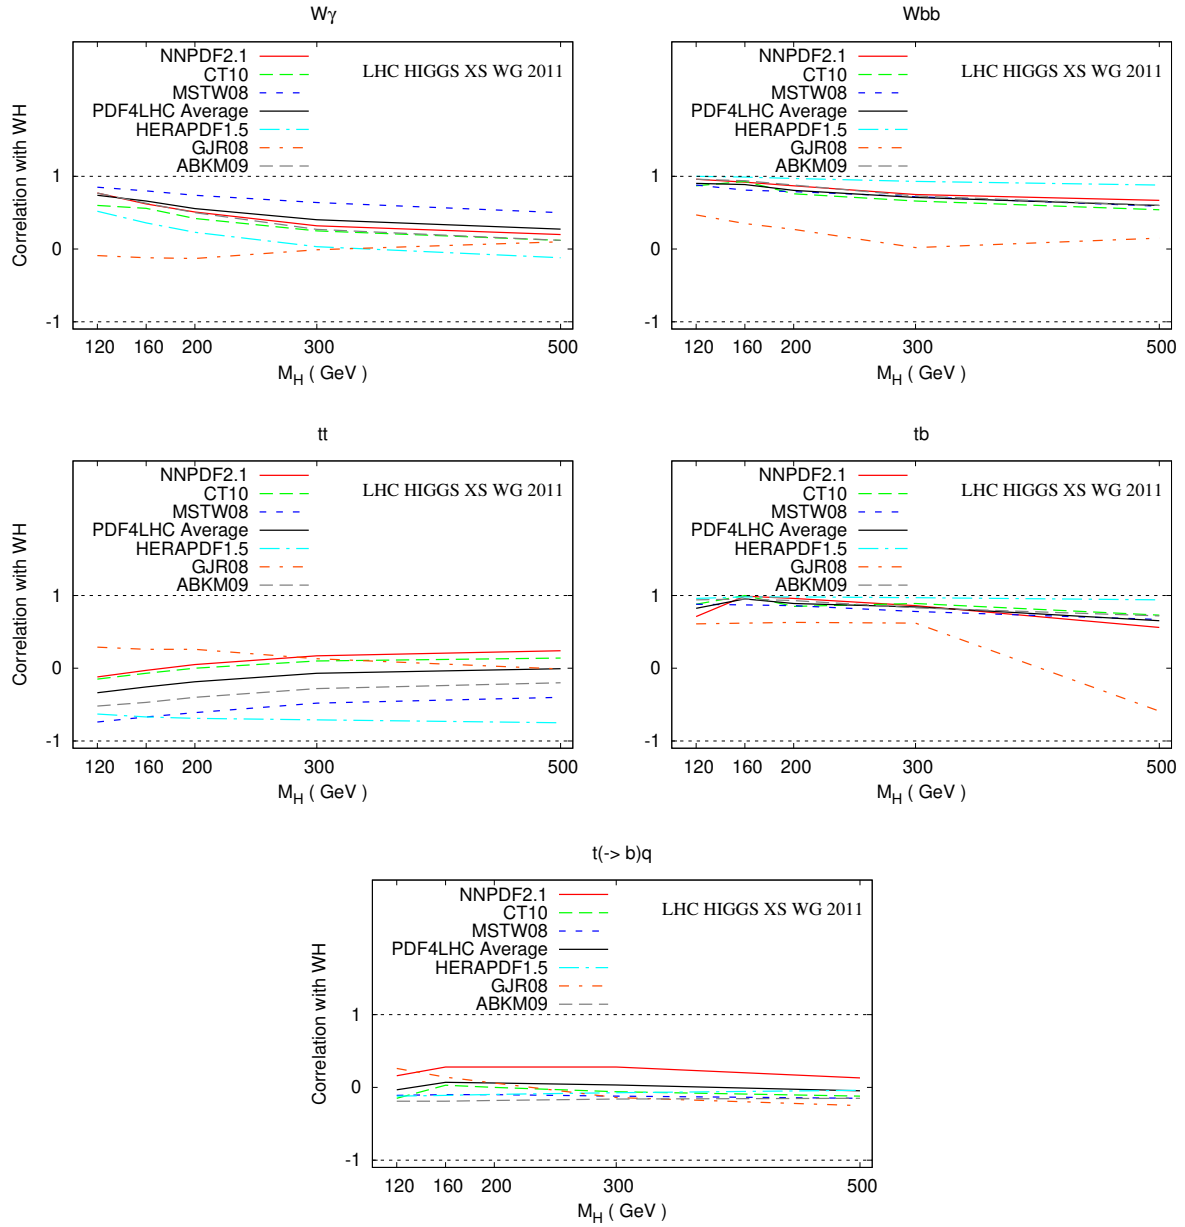 Wγ
NNPDF2.1
CT10
MSTW08
PDF4LHC Average
HERAPDF1.5
GJR08
ABKM09
LHC HIGGS XS WG 2011
Correlation with WH
1
0
-1
120 160 200 300 500
M_H ( GeV )
Wbb
NNPDF2.1
CT10
MSTW08
PDF4LHC Average
HERAPDF1.5
GJR08
ABKM09
LHC HIGGS XS WG 2011
1
0
-1
120 160 200 300 500
M_H ( GeV )
tt
NNPDF2.1
CT10
MSTW08
PDF4LHC Average
HERAPDF1.5
GJR08
ABKM09
LHC HIGGS XS WG 2011
Correlation with WH
1
0
-1
120 160 200 300 500
M_H ( GeV )
tb
NNPDF2.1
CT10
MSTW08
PDF4LHC Average
HERAPDF1.5
GJR08
ABKM09
LHC HIGGS XS WG 2011
1
0
-1
120 160 200 300 500
M_H ( GeV )
t(-> b)q
NNPDF2.1
CT10
MSTW08
PDF4LHC Average
HERAPDF1.5
GJR08
ABKM09
LHC HIGGS XS WG 2011
Correlation with WH
1
0
-1
120 160 200 300 500
M_H ( GeV )